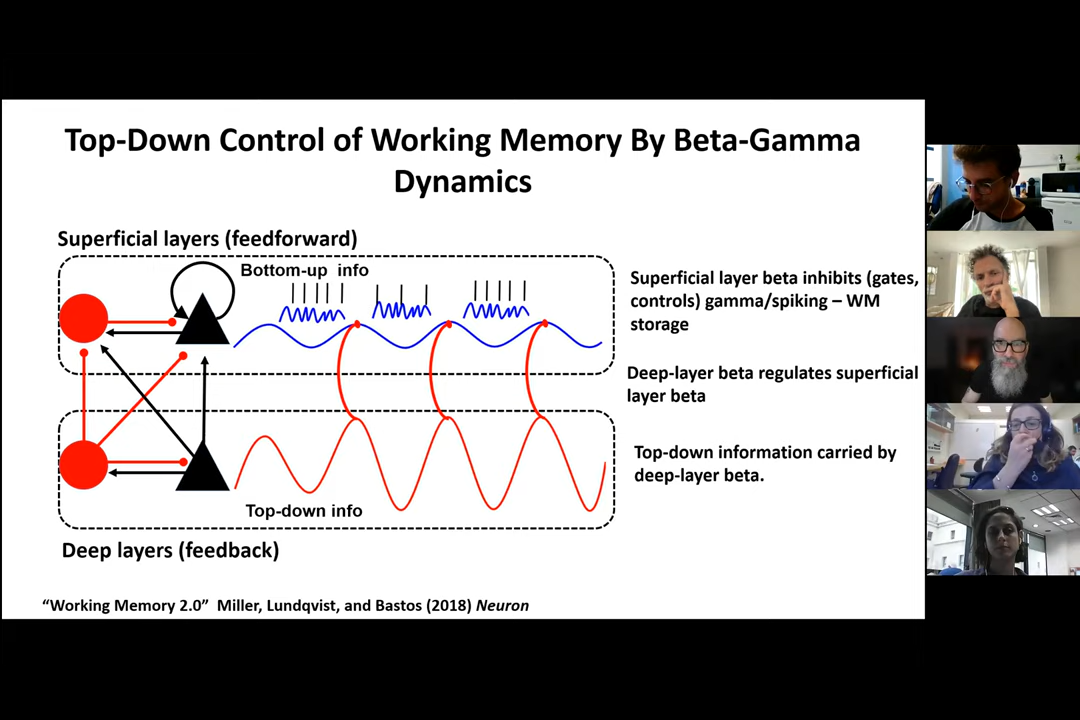 Top-Down Control of Working Memory By Beta-Gamma
Dynamics
Superficial layers (feedforward)
Bottom-up info
Superficial layer beta inhibits (gates,
controls) gamma/spiking – WM
storage
Deep-layer beta regulates superficial
layer beta
Top-down information carried by
deep-layer beta.
Top-down info
Deep layers (feedback)
“Working Memory 2.0” Miller, Lundqvist, and Bastos (2018) Neuron